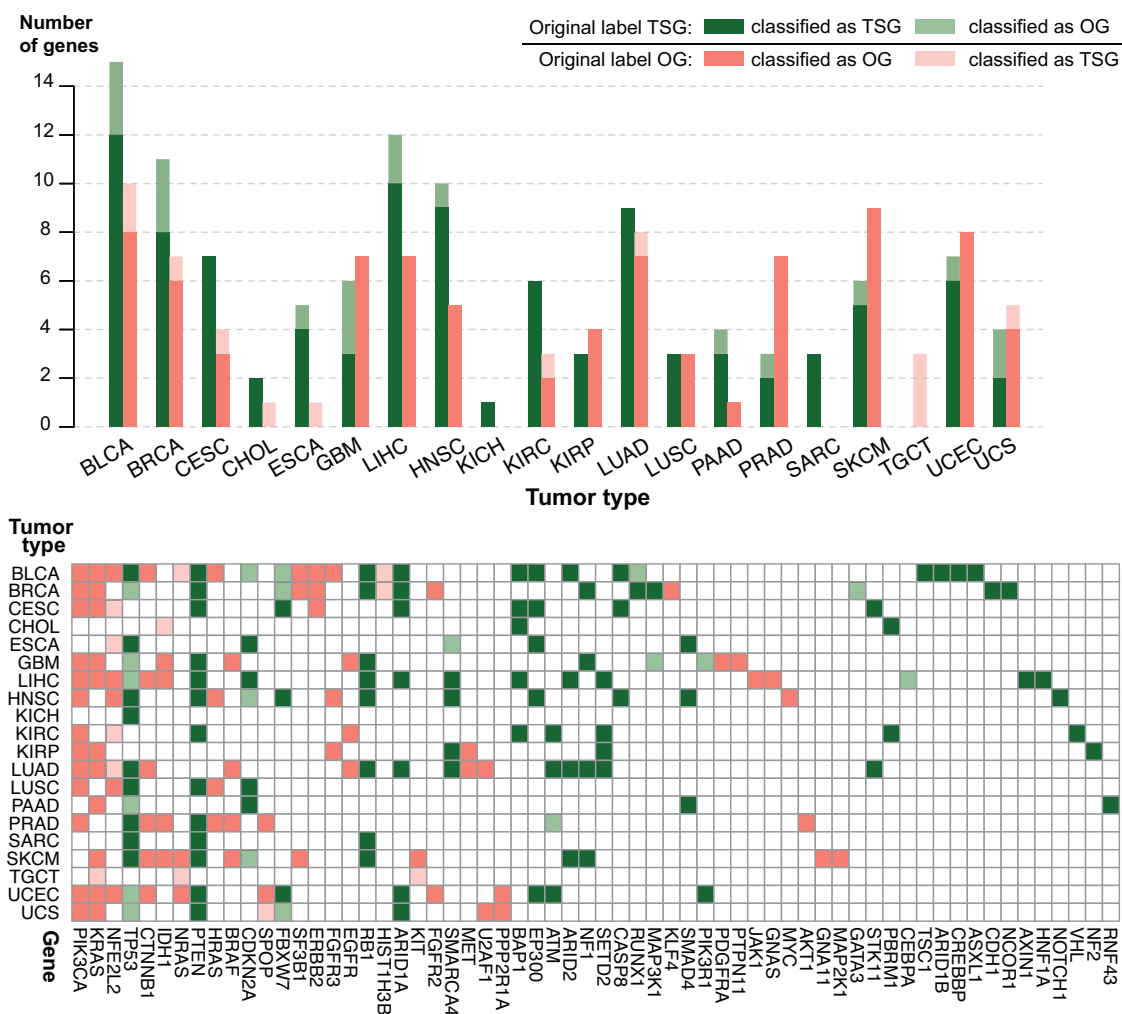 Number
of genes
Original label TSG: classified as TSG classified as OG
Original label OG: classified as OG classified as TSG
14
12
10
8
6
4
2
0
BLCA BRCA CESC CHOL ESCA GBM LIHC HNSC KICH KIRC KIRP LUAD LUSC PAAD PRAD SARC SKCM TGCT UCEC UCS
Tumor type
Tumor
type
BLCA
BRCA
CESC
CHOL
ESCA
GBM
LIHC
HNSC
KICH
KIRC
KIRP
LUAD
LUSC
PAAD
PRAD
SARC
SKCM
TGCT
UCEC
UCS
Gene PIK3CA KRAS NFE2L2 TP53 CTNNB1 IDH1 NRAS PTEN HRAS BRAF CDKN2A SPOP FBXW7 SF3B1 ERBB2 FGFR3 EGFR RB1 HIST1H3B ARID1A KIT FGFR2 SMARCA4 MET U2AF1 PPP2R1A BAP1 EP300 ATM ARID2 NF1 SETD2 CASP8 RUNX1 MAP3K1 KLF4 SMAD4 PIK3R1 PDGFRA PTPN11 JAK1 GNAS MYC AKT1 GNA11 MAP2K1 GATA3 STK11 PBRM1 CEBPA TSC1 ARID1B CREBBP ASXL1 CDH1 NCOR1 AXIN1 HNF1A NOTCH1 VHL NF2 RNF43